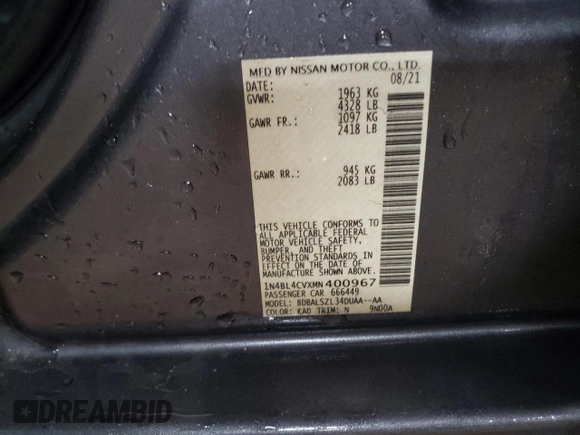 MFD BY NISSAN MOTOR CO., LTD.
DATE: 08/21
GVWR: 1963 KG
4328 LB
GAWR FR.: 1097 KG
2418 LB
GAWR RR.: 945 KG
2083 LB
THIS VEHICLE CONFORMS TO
ALL APPLICABLE FEDERAL
MOTOR VEHICLE SAFETY,
BUMPER, AND THEFT
PREVENTION STANDARDS IN
EFFECT ON THE DATE OF
MANUFACTURE SHOWN ABOVE.
1N4BL4CVXMN400967
PASSENGER CAR 666449
MODEL: BDBALSZL34DUAA--AA
COLOR: KAD TRIM: N 9N00A
DREAMBID